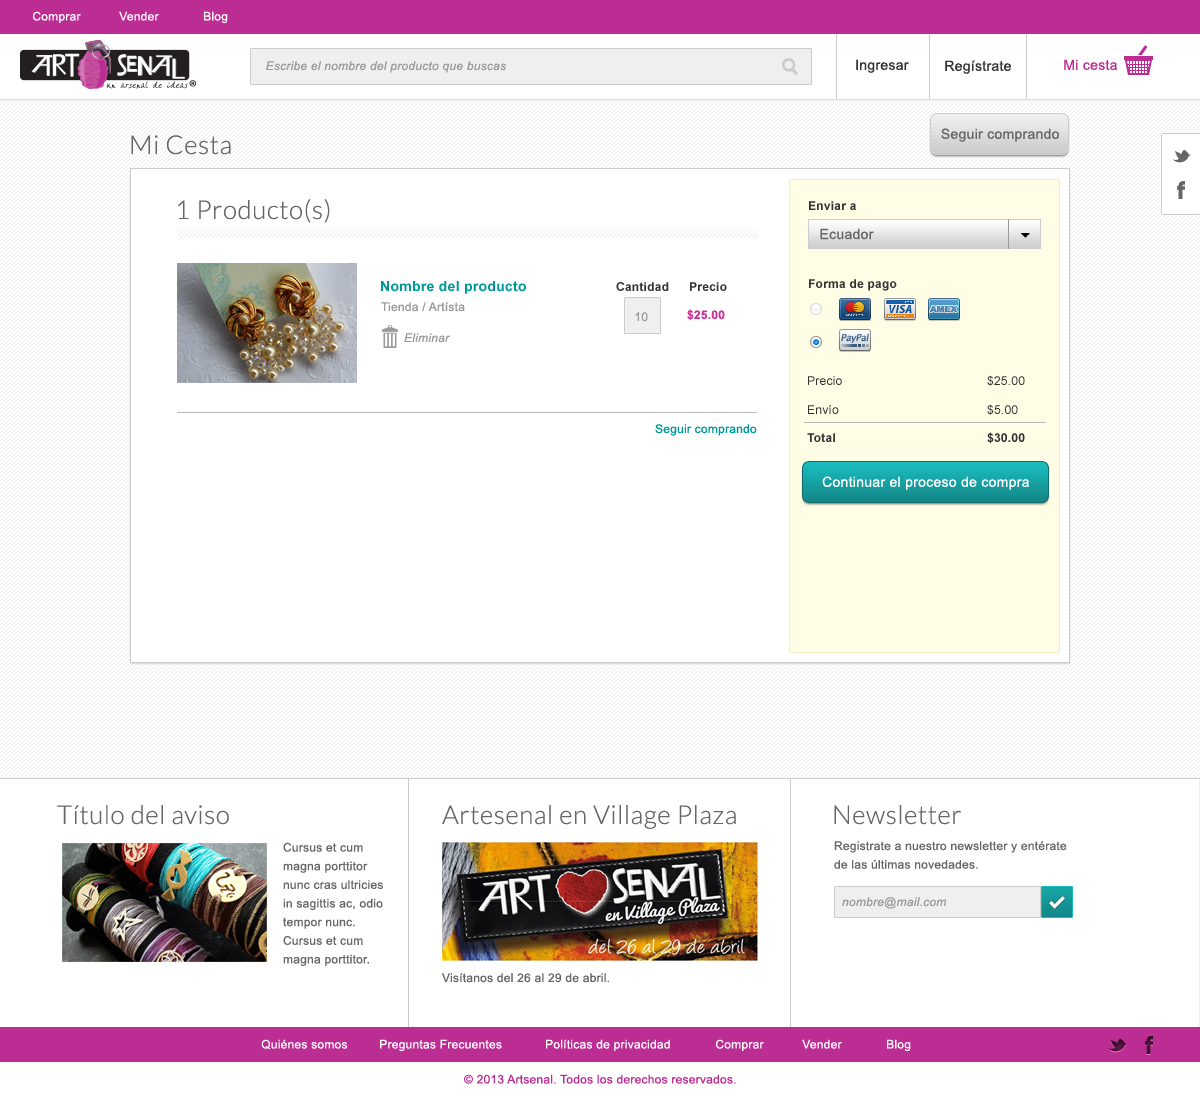 Comprar
Vender
Blog
ART SENAL
un arsenal de ideas®
Escribe el nombre del producto que buscas
Ingresar
Regístrate
Mi cesta
Mi Cesta
Seguir comprando
1 Producto(s)
Nombre del producto
Tienda / Artísta
Eliminar
Cantidad
10
Precio
$25.00
Seguir comprando
Enviar a
Ecuador
Forma de pago
VISA
AMEX
PayPal
Precio $25.00
Envío $5.00
Total $30.00
Continuar el proceso de compra
Título del aviso
Cursus et cum
magna porttitor
nunc cras ultricies
in sagittis ac, odio
tempor nunc.
Cursus et cum
magna porttitor.
Artesenal en Village Plaza
ART SENAL
en Village Plaza
del 26 al 29 de abril
Visítanos del 26 al 29 de abril.
Newsletter
Registrate a nuestro newsletter y entérate
de las últimas novedades.
nombre@mail.com
Quiénes somos
Preguntas Frecuentes
Políticas de privacidad
Comprar
Vender
Blog
© 2013 Artsenal. Todos los derechos reservados.